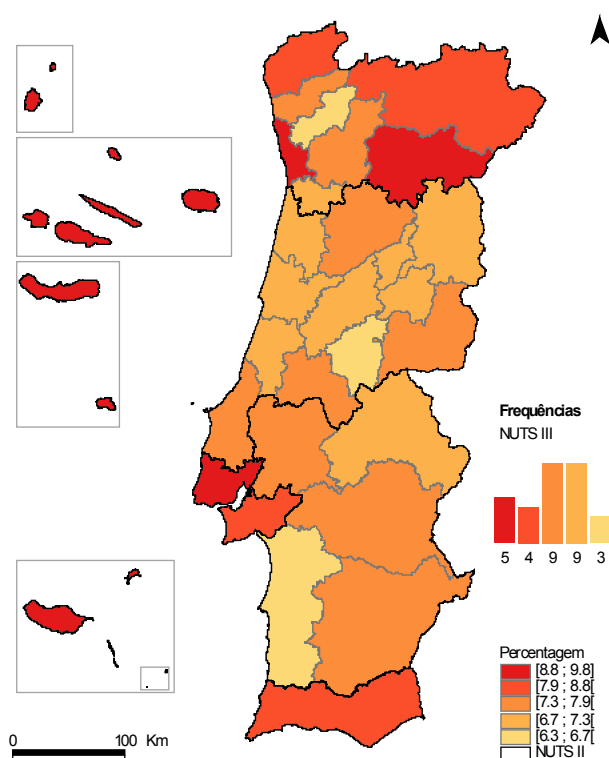 Frequências
NUTS III
5 4 9 9 3
Percentagem
[8.8 ; 9.8]
[7.9 ; 8.8[
[7.3 ; 7.9[
[6.7 ; 7.3[
[6.3 ; 6.7[
NUTS II
0 100 Km